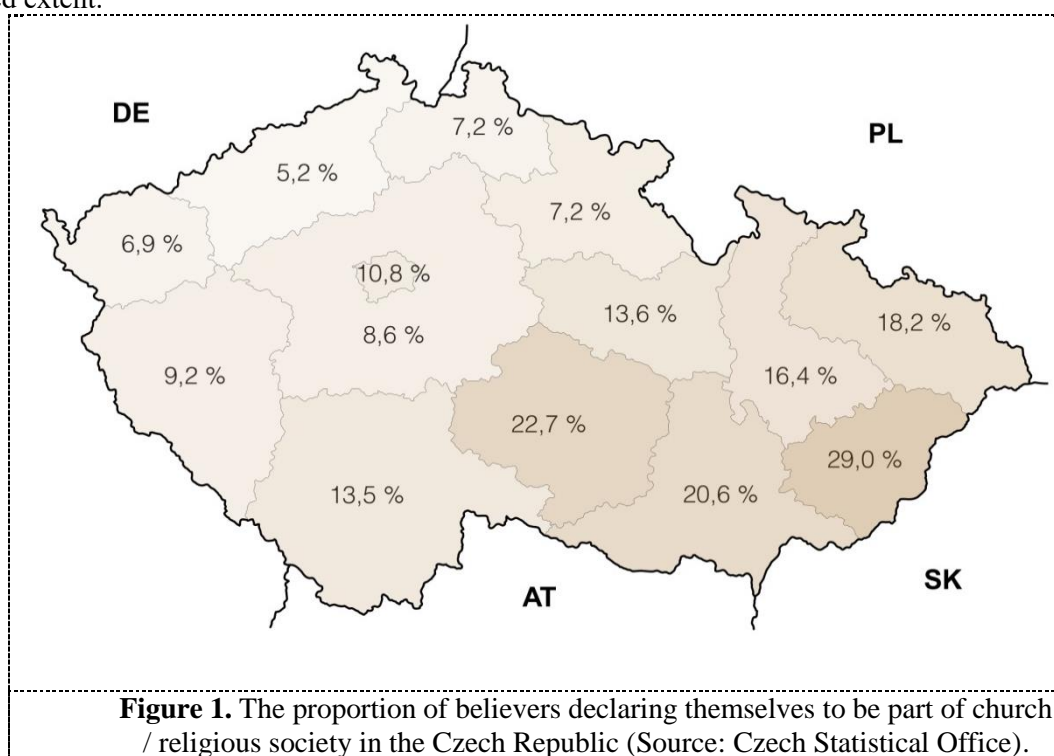 ed extent.
DE
PL
7,2 %
5,2 %
7,2 %
6,9 %
10,8 %
13,6 %
18,2 %
8,6 %
9,2 %
16,4 %
22,7 %
29,0 %
13,5 %
20,6 %
SK
AT
Figure 1. The proportion of believers declaring themselves to be part of church
/ religious society in the Czech Republic (Source: Czech Statistical Office).